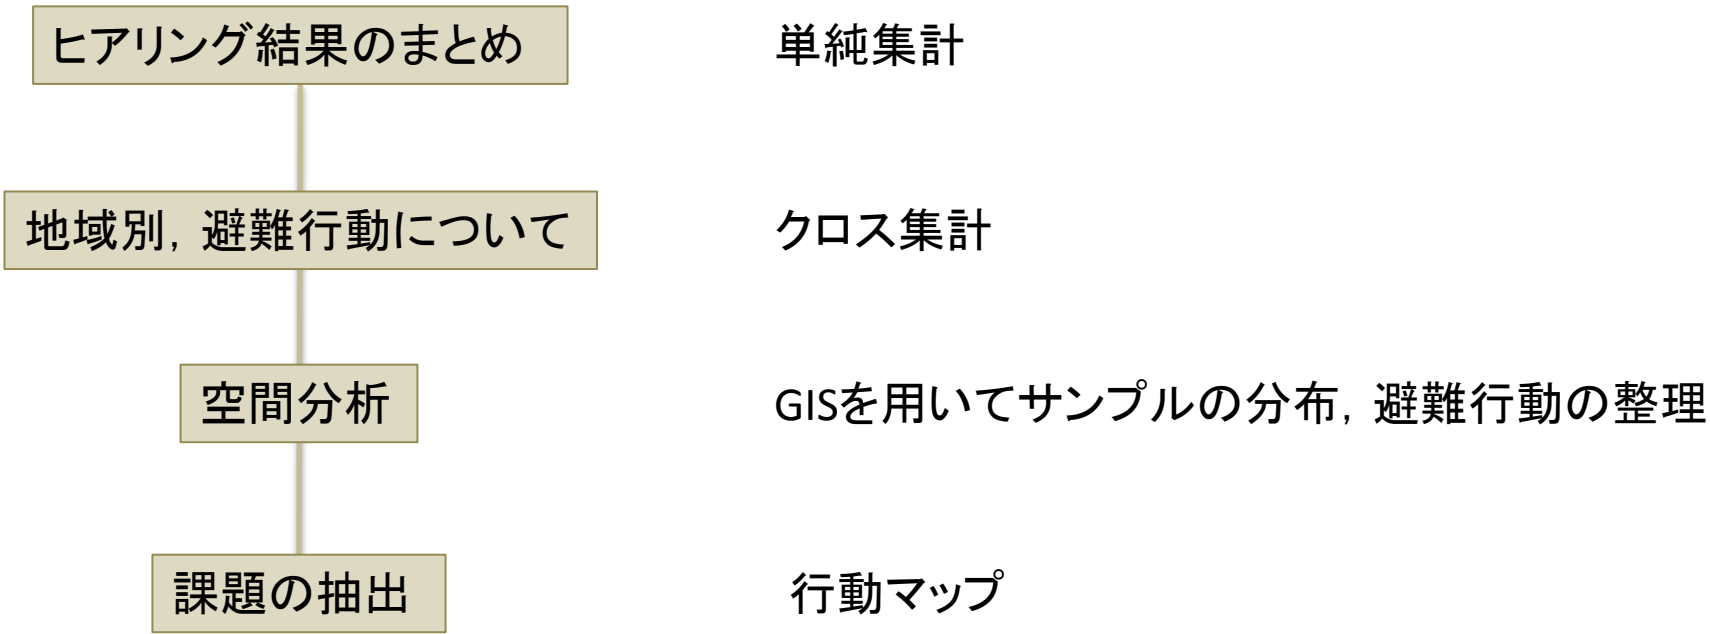 ヒアリング結果のまとめ
単純集計
地域別，避難行動について
クロス集計
空間分析
GISを用いてサンプルの分布，避難行動の整理
課題の抽出
行動マップ